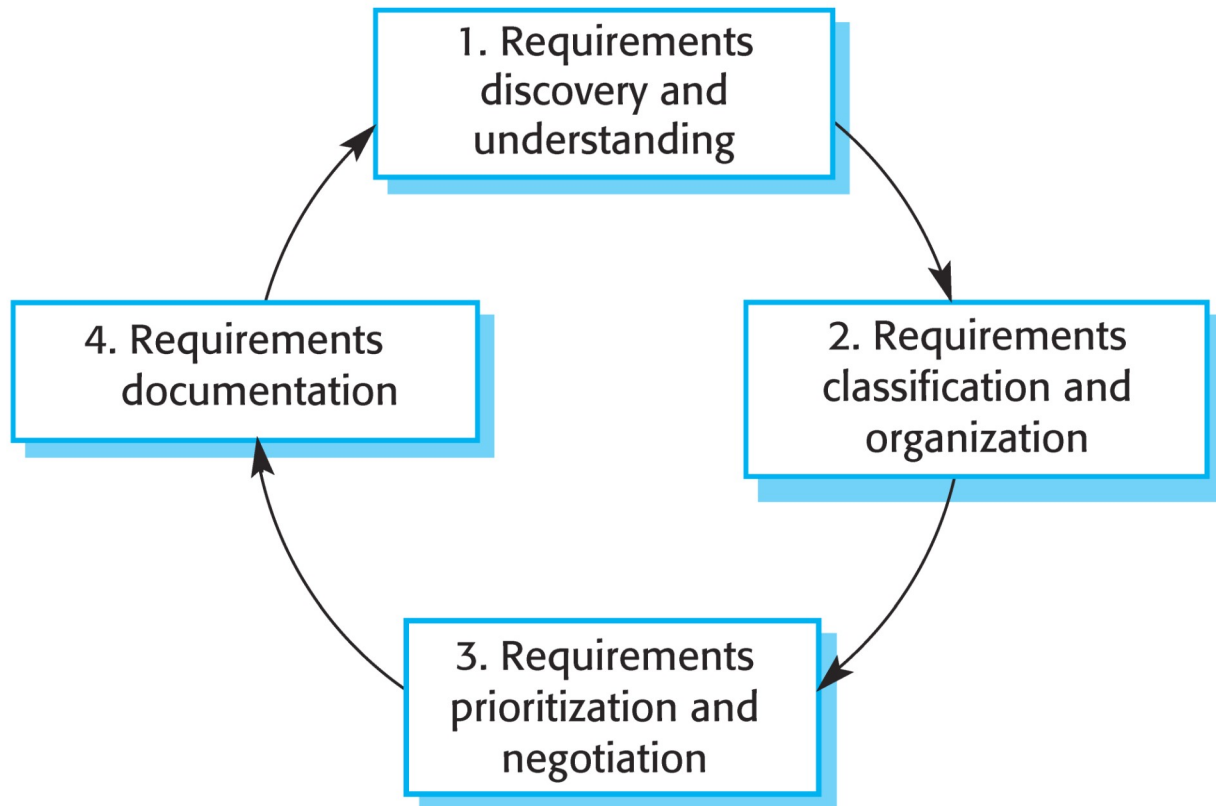 1. Requirements
discovery and
understanding
2. Requirements
classification and
organization
3. Requirements
prioritization and
negotiation
4. Requirements
documentation